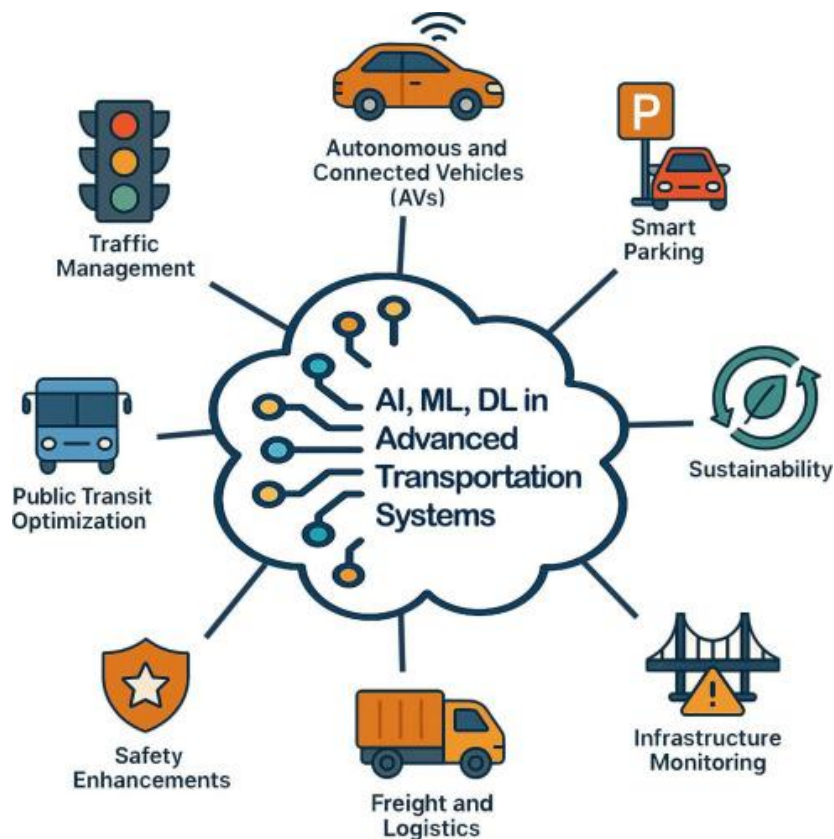 Autonomous and
Connected Vehicles
(AVs)
P
Smart
Parking
Traffic
Management
AI, ML, DL in
Advanced
Transportation
Systems
Sustainability
Public Transit
Optimization
Infrastructure
Monitoring
Safety
Enhancements
Freight and
Logistics